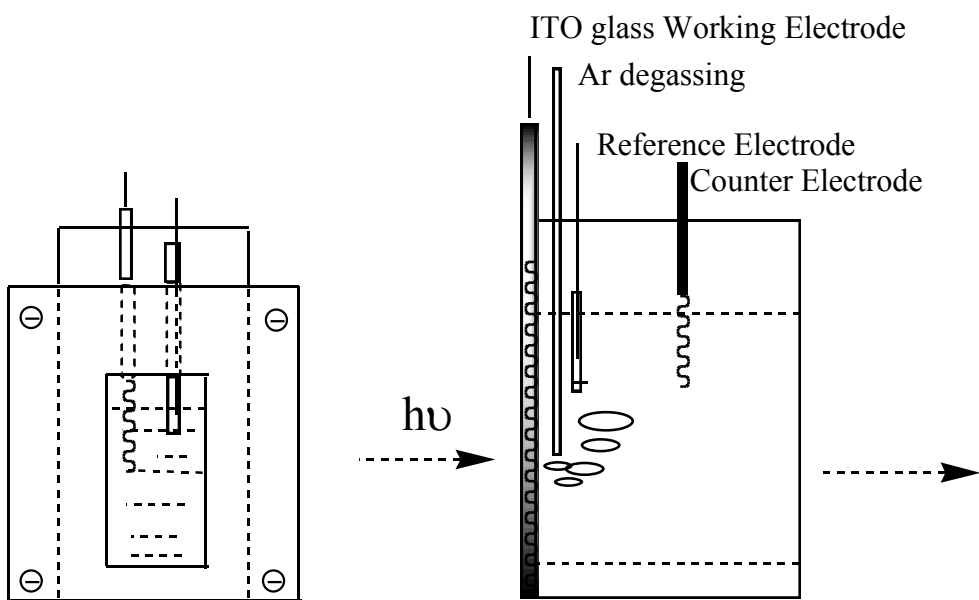 ITO glass Working Electrode
Ar degassing
Reference Electrode
Counter Electrode
hυ